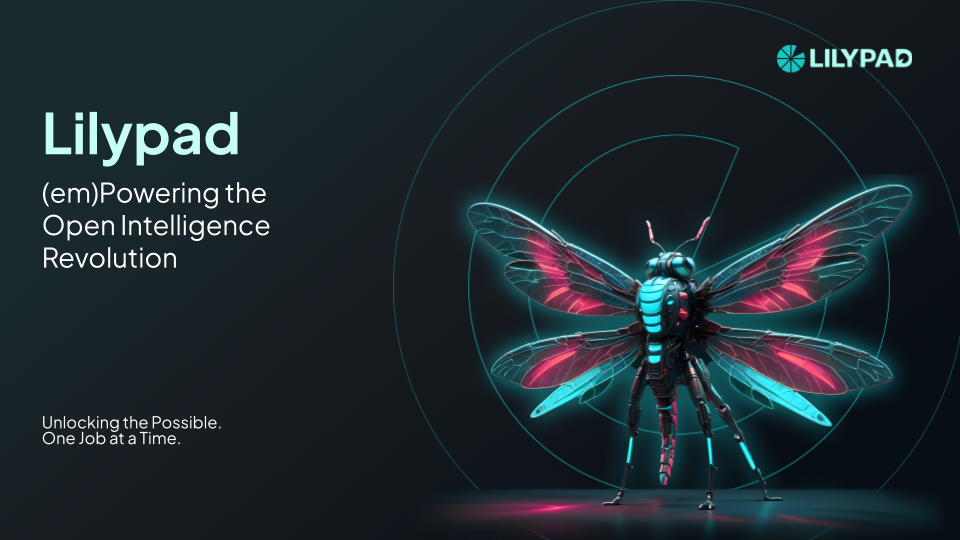 LILYPAD
Lilypad
(em)Powering the
Open Intelligence
Revolution
Unlocking the Possible.
One Job at a Time.